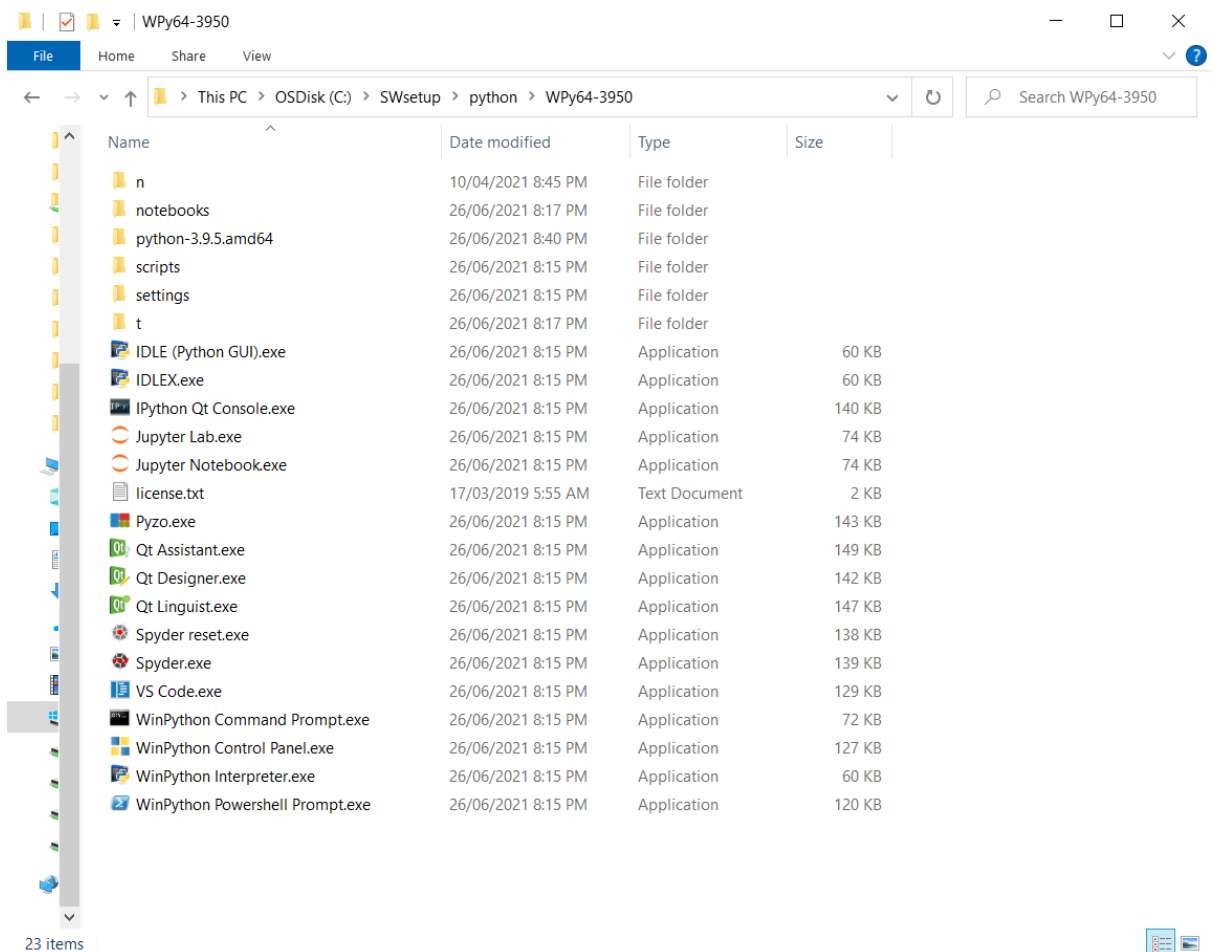 WPy64-3950
File Home Share View
This PC > OSDisk (C:) > SWsetup > python > WPy64-3950 Search WPy64-3950
Name Date modified Type Size
n 10/04/2021 8:45 PM File folder
notebooks 26/06/2021 8:17 PM File folder
python-3.9.5.amd64 26/06/2021 8:40 PM File folder
scripts 26/06/2021 8:15 PM File folder
settings 26/06/2021 8:15 PM File folder
t 26/06/2021 8:17 PM File folder
IDLE (Python GUI).exe 26/06/2021 8:15 PM Application 60 KB
IDLEX.exe 26/06/2021 8:15 PM Application 60 KB
IPython Qt Console.exe 26/06/2021 8:15 PM Application 140 KB
Jupyter Lab.exe 26/06/2021 8:15 PM Application 74 KB
Jupyter Notebook.exe 26/06/2021 8:15 PM Application 74 KB
license.txt 17/03/2019 5:55 AM Text Document 2 KB
Pyzo.exe 26/06/2021 8:15 PM Application 143 KB
Qt Assistant.exe 26/06/2021 8:15 PM Application 149 KB
Qt Designer.exe 26/06/2021 8:15 PM Application 142 KB
Qt Linguist.exe 26/06/2021 8:15 PM Application 147 KB
Spyder reset.exe 26/06/2021 8:15 PM Application 138 KB
Spyder.exe 26/06/2021 8:15 PM Application 139 KB
VS Code.exe 26/06/2021 8:15 PM Application 129 KB
WinPython Command Prompt.exe 26/06/2021 8:15 PM Application 72 KB
WinPython Control Panel.exe 26/06/2021 8:15 PM Application 127 KB
WinPython Interpreter.exe 26/06/2021 8:15 PM Application 60 KB
WinPython Powershell Prompt.exe 26/06/2021 8:15 PM Application 120 KB
23 items